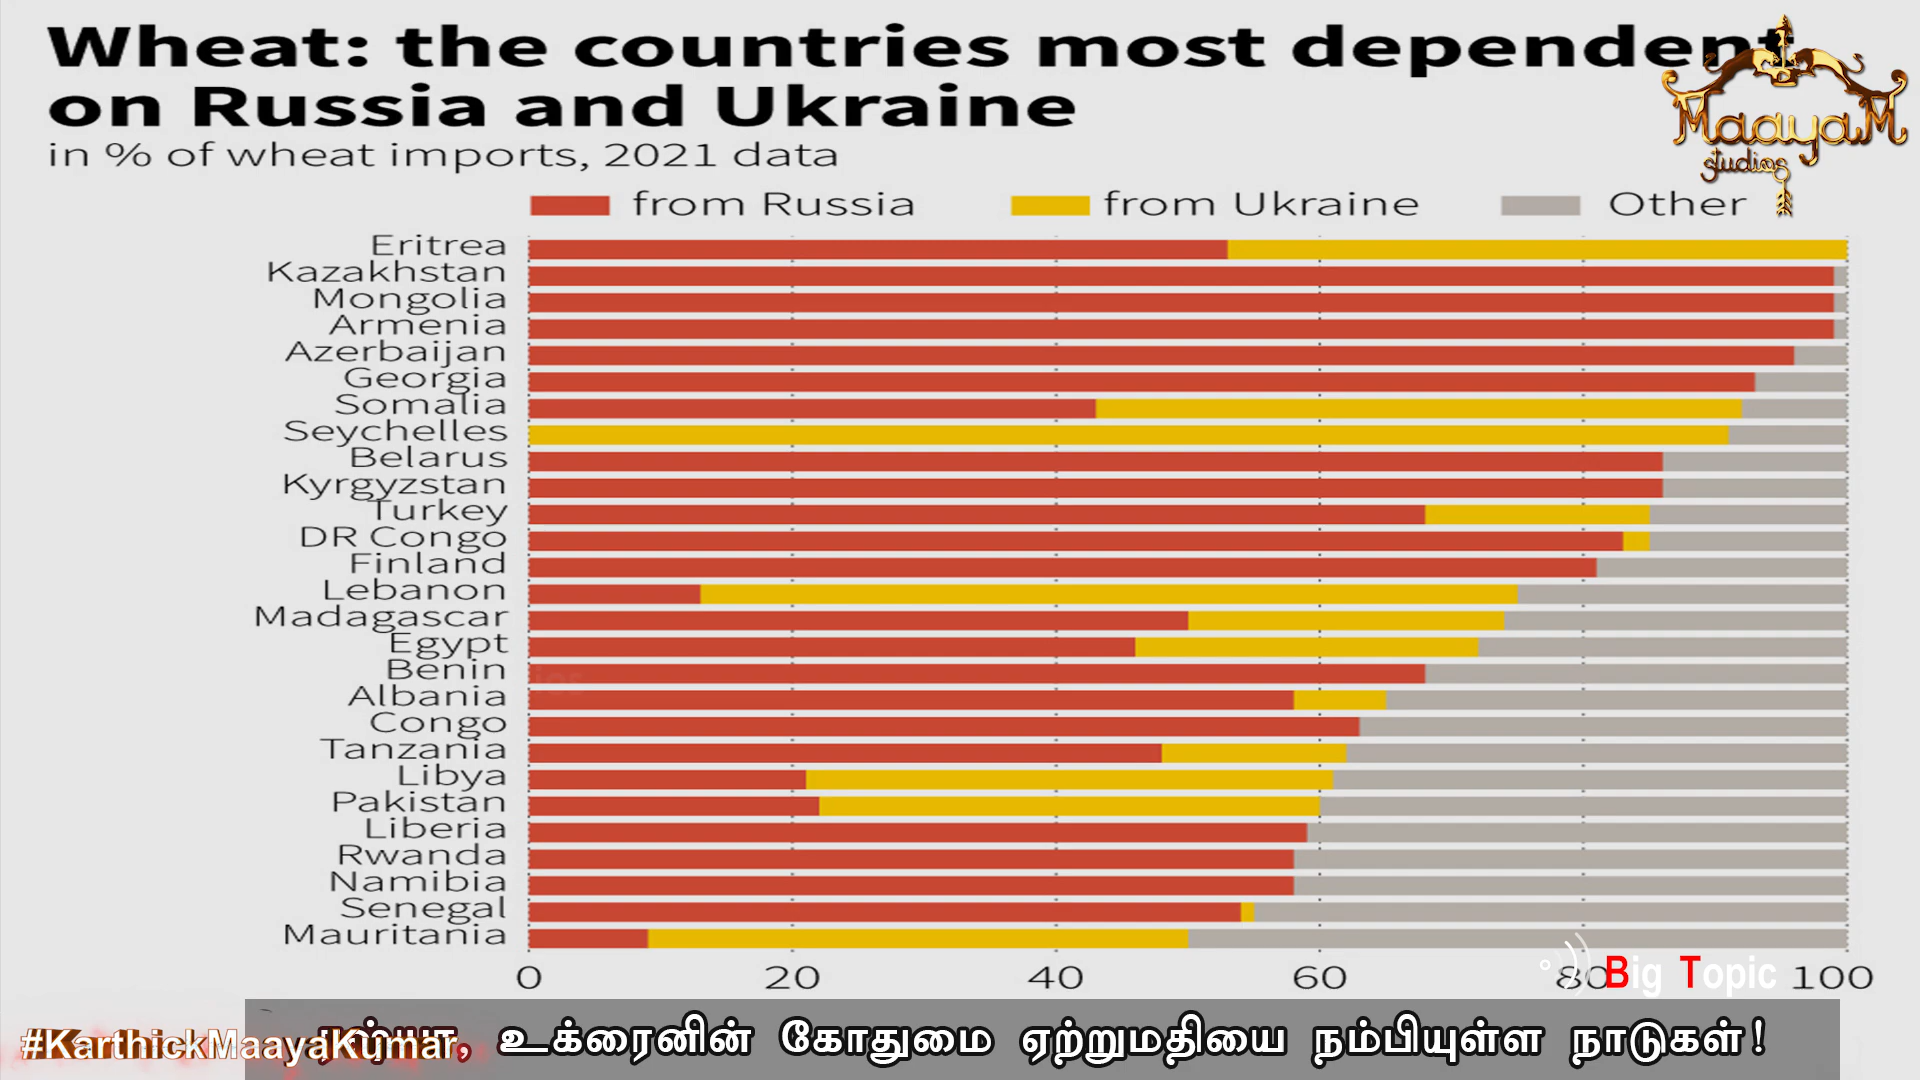 Wheat: the countries most dependent
on Russia and Ukraine
in % of wheat imports, 2021 data
MaayaM
studios
from Russia from Ukraine Other
Eritrea
Kazakhstan
Mongolia
Armenia
Azerbaijan
Georgia
Somalia
Seychelles
Belarus
Kyrgyzstan
Turkey
DR Congo
Finland
Lebanon
Madagascar
Egypt
Benin
Albania
Congo
Tanzania
Libya
Pakistan
Liberia
Rwanda
Namibia
Senegal
Mauritania
0 20 40 60 80 100
Big Topic
#KarthickMaayaKumar
உக்ரைனின் கோதுமை ஏற்றுமதியை நம்பியுள்ள நாடுகள்!